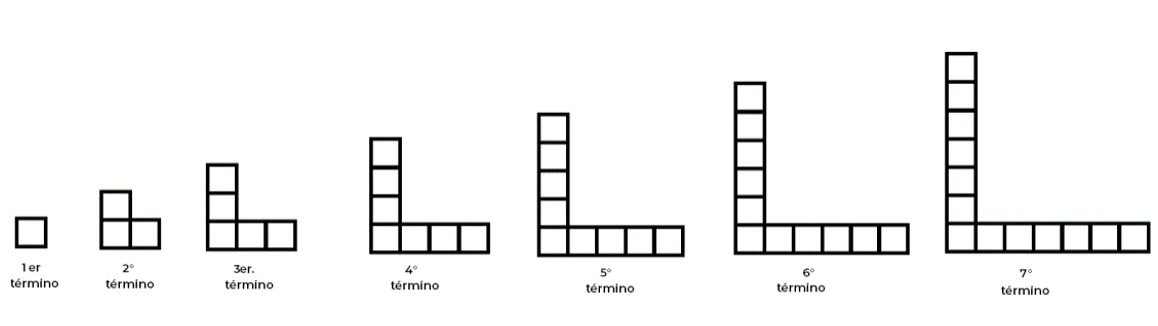 1 er
término
2°
término
3er.
término
4°
término
5°
término
6°
término
7°
término